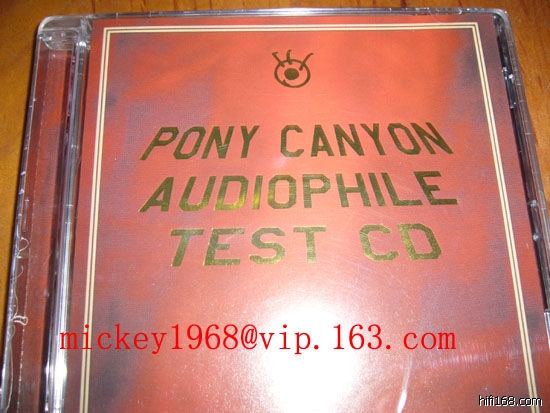 PONY CANYON
AUDIOPHILE
TEST CD
mickey1968@vip.163.com
hifi168.com